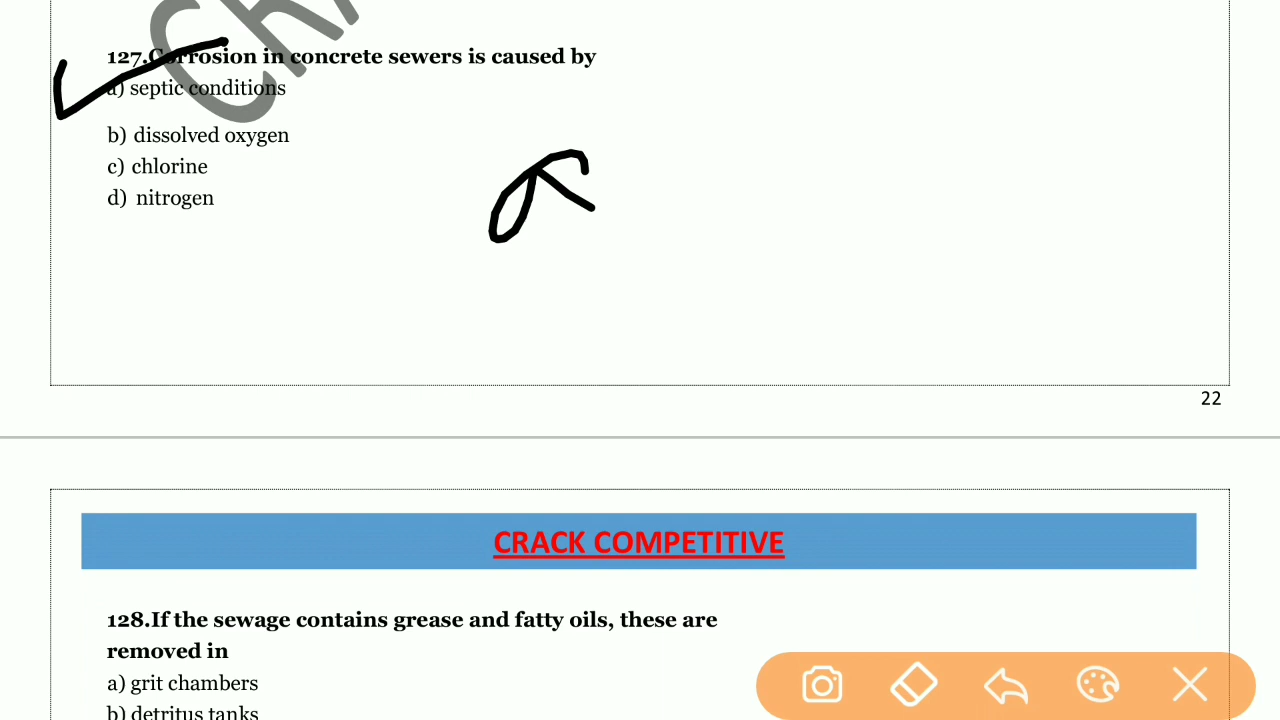 127.Corrosion in concrete sewers is caused by
a) septic conditions
b) dissolved oxygen
c) chlorine
d) nitrogen
22
CRACK COMPETITIVE
128.If the sewage contains grease and fatty oils, these are
removed in
a) grit chambers
b) detritus tanks